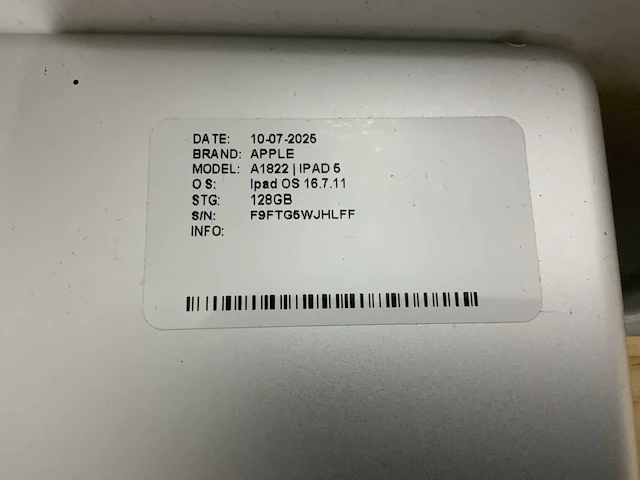 DATE: 10-07-2025
BRAND: APPLE
MODEL: A1822 | IPAD 5
OS: Ipad OS 16.7.11
STG: 128GB
S/N: F9FTG5WJHLFF
INFO: